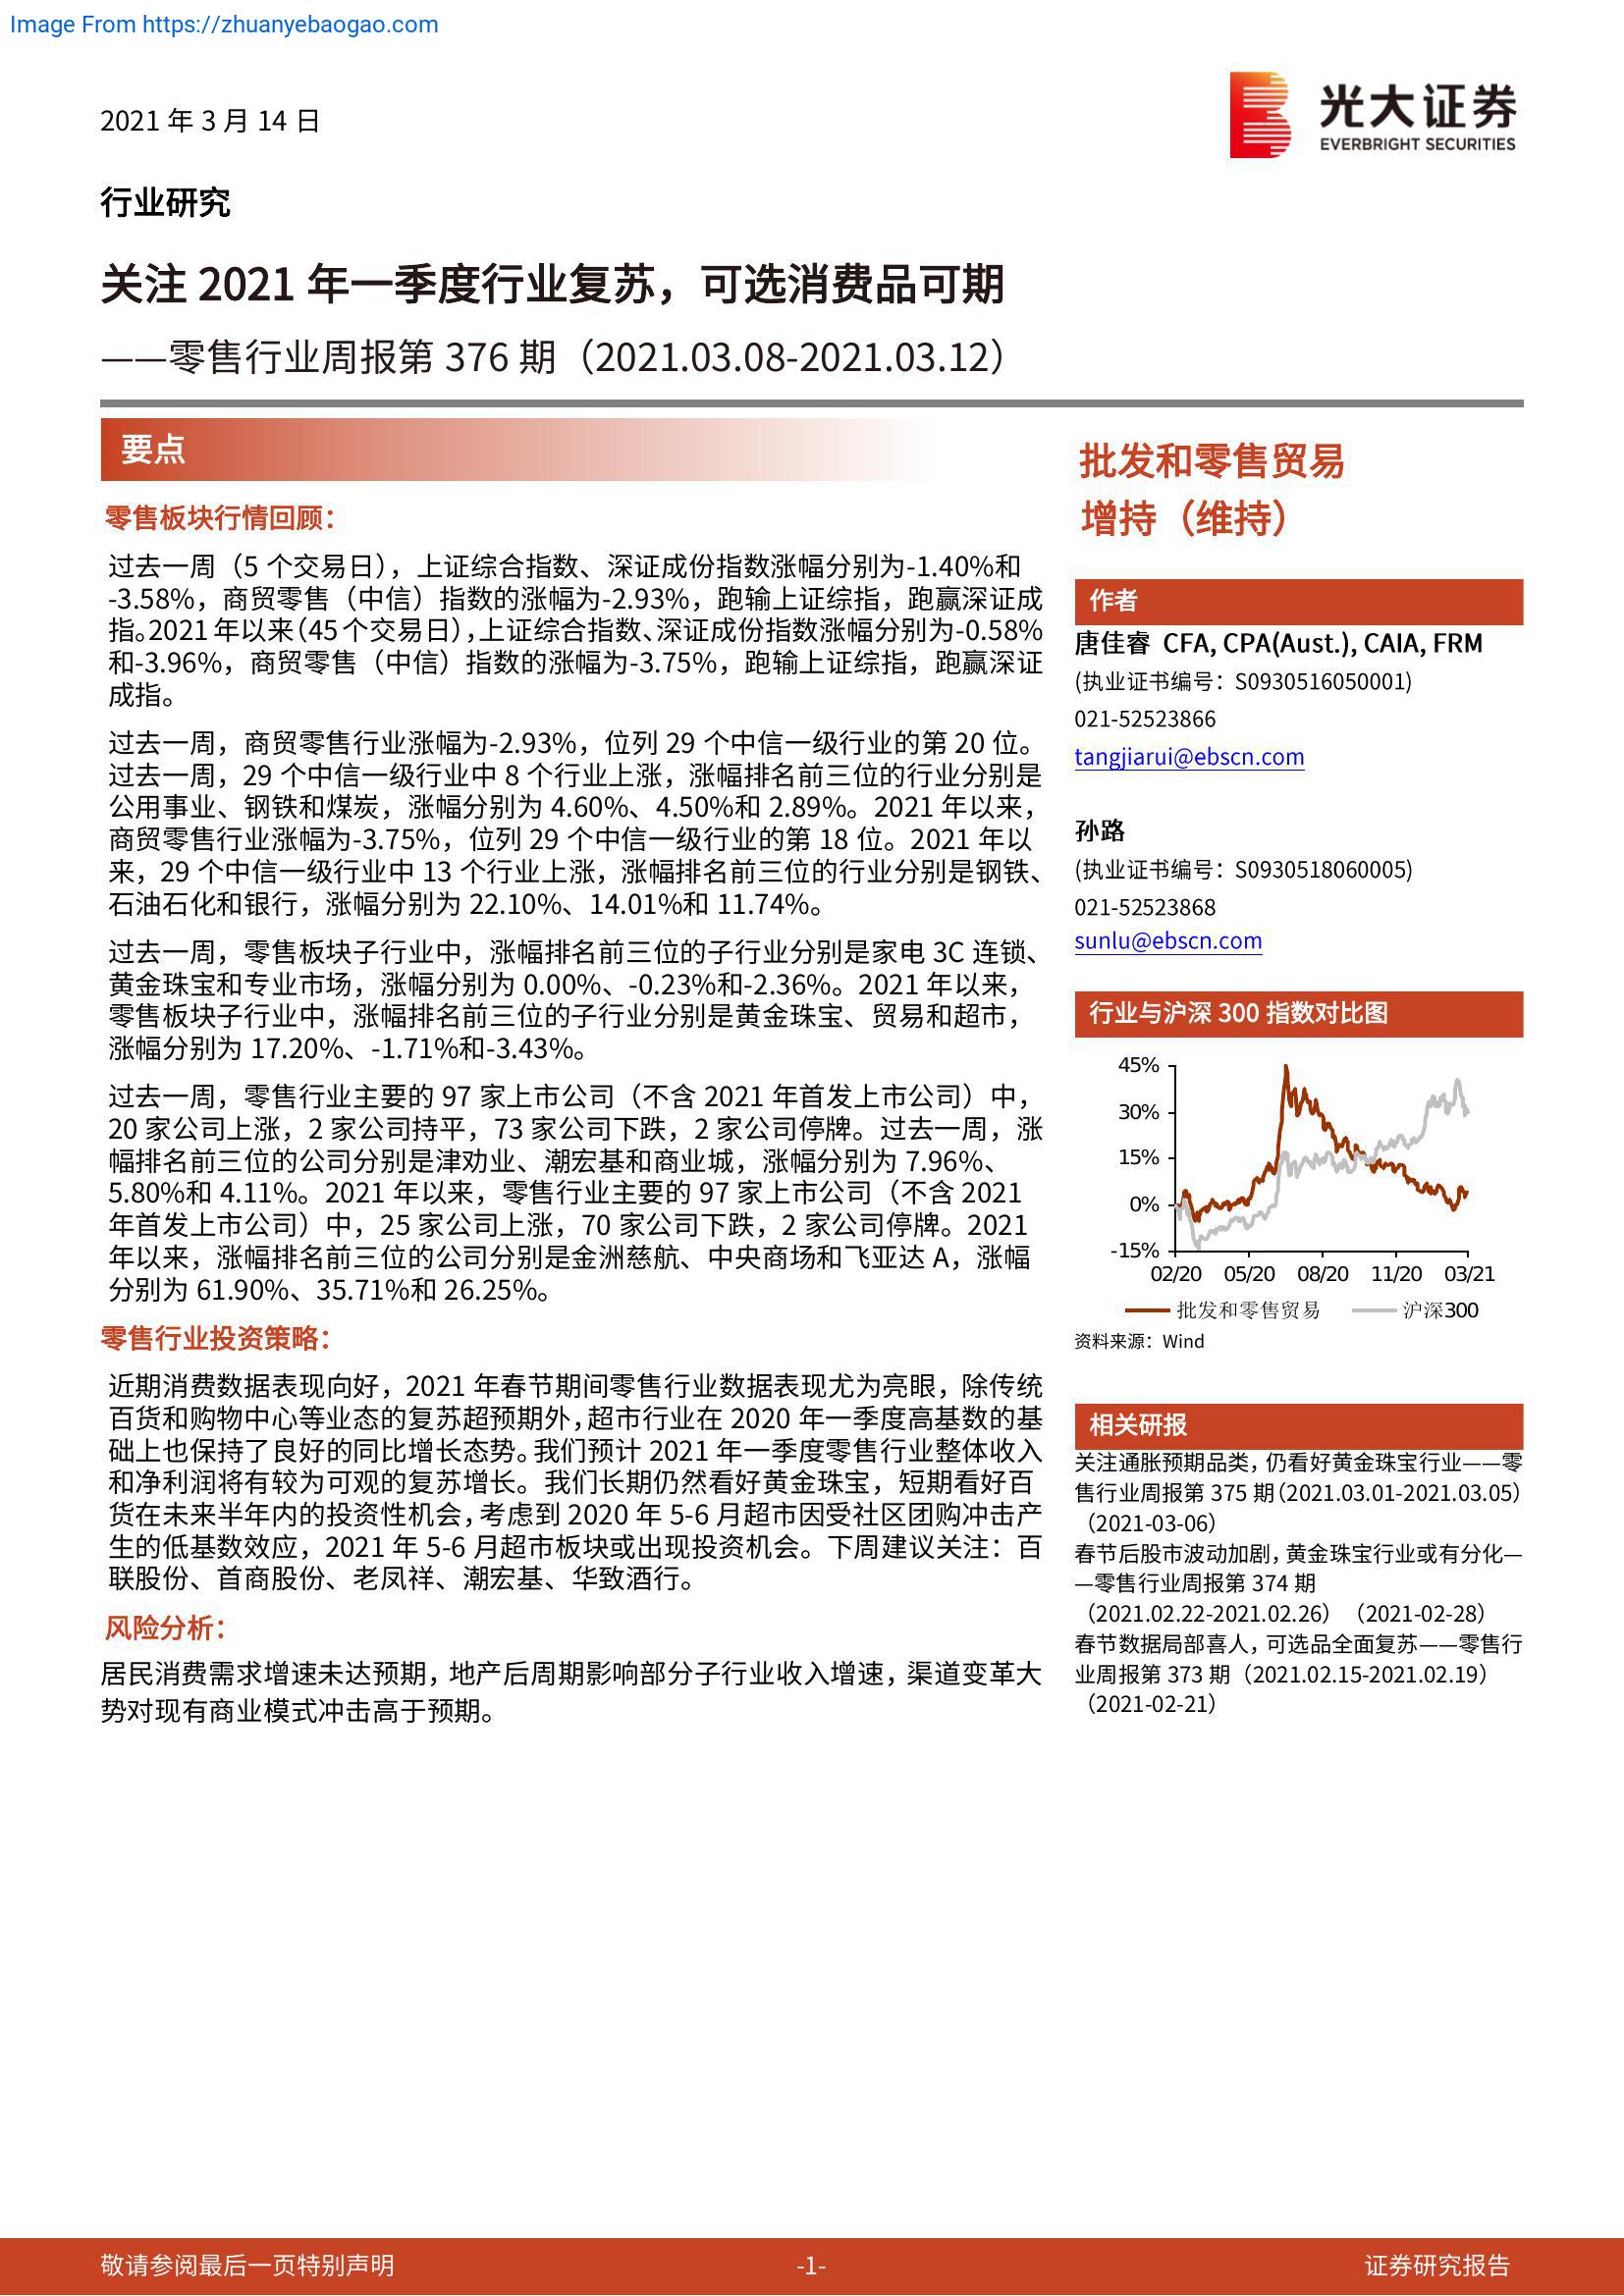 Image From https://zhuanyebaogao.com
2021 年 3 月 14 日
光大证券
EVERBRIGHT SECURITIES
行业研究
关注 2021 年一季度行业复苏，可选消费品可期
——零售行业周报第 376 期（2021.03.08-2021.03.12）
要点
零售板块行情回顾：
过去一周（5 个交易日），上证综合指数、深证成份指数涨幅分别为-1.40%和
-3.58%，商贸零售（中信）指数的涨幅为-2.93%，跑输上证综指，跑赢深证成
指。2021 年以来（45 个交易日），上证综合指数、深证成份指数涨幅分别为-0.58%
和-3.96%，商贸零售（中信）指数的涨幅为-3.75%，跑输上证综指，跑赢深证
成指。
过去一周，商贸零售行业涨幅为-2.93%，位列 29 个中信一级行业的第 20 位。
过去一周，29 个中信一级行业中 8 个行业上涨，涨幅排名前三位的行业分别是
公用事业、钢铁和煤炭，涨幅分别为 4.60%、4.50%和 2.89%。2021 年以来，
商贸零售行业涨幅为-3.75%，位列 29 个中信一级行业的第 18 位。2021 年以
来，29 个中信一级行业中 13 个行业上涨，涨幅排名前三位的行业分别是钢铁、
石油石化和银行，涨幅分别为 22.10%、14.01%和 11.74%。
过去一周，零售板块子行业中，涨幅排名前三位的子行业分别是家电 3C 连锁、
黄金珠宝和专业市场，涨幅分别为 0.00%、-0.23%和-2.36%。2021 年以来，
零售板块子行业中，涨幅排名前三位的子行业分别是黄金珠宝、贸易和超市，
涨幅分别为 17.20%、-1.71%和-3.43%。
过去一周，零售行业主要的 97 家上市公司（不含 2021 年首发上市公司）中，
20 家公司上涨，2 家公司持平，73 家公司下跌，2 家公司停牌。过去一周，涨
幅排名前三位的公司分别是津劝业、潮宏基和商业城，涨幅分别为 7.96%、
5.80%和 4.11%。2021 年以来，零售行业主要的 97 家上市公司（不含 2021
年首发上市公司）中，25 家公司上涨，70 家公司下跌，2 家公司停牌。2021
年以来，涨幅排名前三位的公司分别是金洲慈航、中央商场和飞亚达 A，涨幅
分别为 61.90%、35.71%和 26.25%。
零售行业投资策略：
近期消费数据表现向好，2021 年春节期间零售行业数据表现尤为亮眼，除传统
百货和购物中心等业态的复苏超预期外，超市行业在 2020 年一季度高基数的基
础上也保持了良好的同比增长态势。我们预计 2021 年一季度零售行业整体收入
和净利润将有较为可观的复苏增长。我们长期仍然看好黄金珠宝，短期看好百
货在未来半年内的投资性机会，考虑到 2020 年 5-6 月超市因受社区团购冲击产
生的低基数效应，2021 年 5-6 月超市板块或出现投资机会。下周建议关注：百
联股份、首商股份、老凤祥、潮宏基、华致酒行。
风险分析：
居民消费需求增速未达预期，地产后周期影响部分子行业收入增速，渠道变革大
势对现有商业模式冲击高于预期。
批发和零售贸易
增持（维持）
作者
唐佳睿 CFA, CPA(Aust.), CAIA, FRM
(执业证书编号：S0930516050001)
021-52523866
tangjiarui@ebscn.com
孙路
(执业证书编号：S0930518060005)
021-52523868
sunlu@ebscn.com
行业与沪深 300 指数对比图
45%
30%
15%
0%
-15%
02/20 05/20 08/20 11/20 03/21
批发和零售贸易 沪深300
资料来源：Wind
相关研报
关注通胀预期品类，仍看好黄金珠宝行业——零
售行业周报第 375 期（2021.03.01-2021.03.05）
（2021-03-06）
春节后股市波动加剧，黄金珠宝行业或有分化—
—零售行业周报第 374 期
（2021.02.22-2021.02.26）（2021-02-28）
春节数据局部喜人，可选品全面复苏——零售行
业周报第 373 期（2021.02.15-2021.02.19）
（2021-02-21）
敬请参阅最后一页特别声明 -1- 证券研究报告